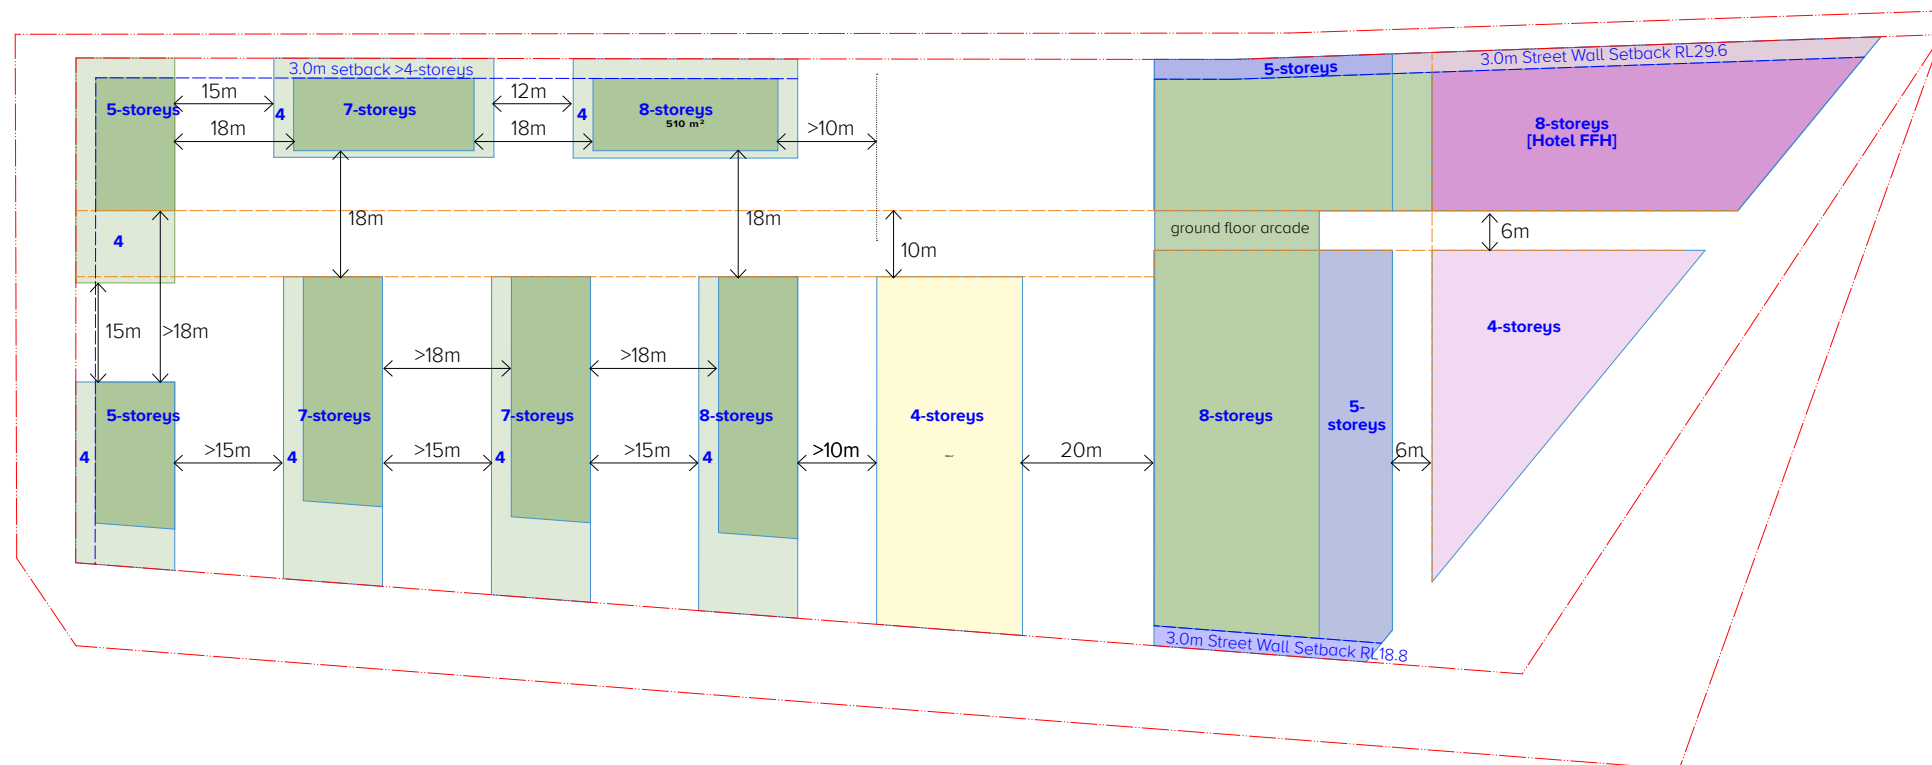 3.0m setback >4-storeys
5-storeys
3.0m Street Wall Setback RL29.6
15m
12m
5-storeys
4
7-storeys
4
8-storeys
510 m²
18m
18m
>10m
8-storeys
[Hotel FFH]
18m
18m
ground floor arcade
6m
4
10m
15m
>18m
4-storeys
>18m
>18m
5-storeys
7-storeys
7-storeys
8-storeys
4-storeys
8-storeys
5-
storeys
4
>15m
4
>15m
4
>15m
4
>10m
20m
6m
3.0m Street Wall Setback RL18.8